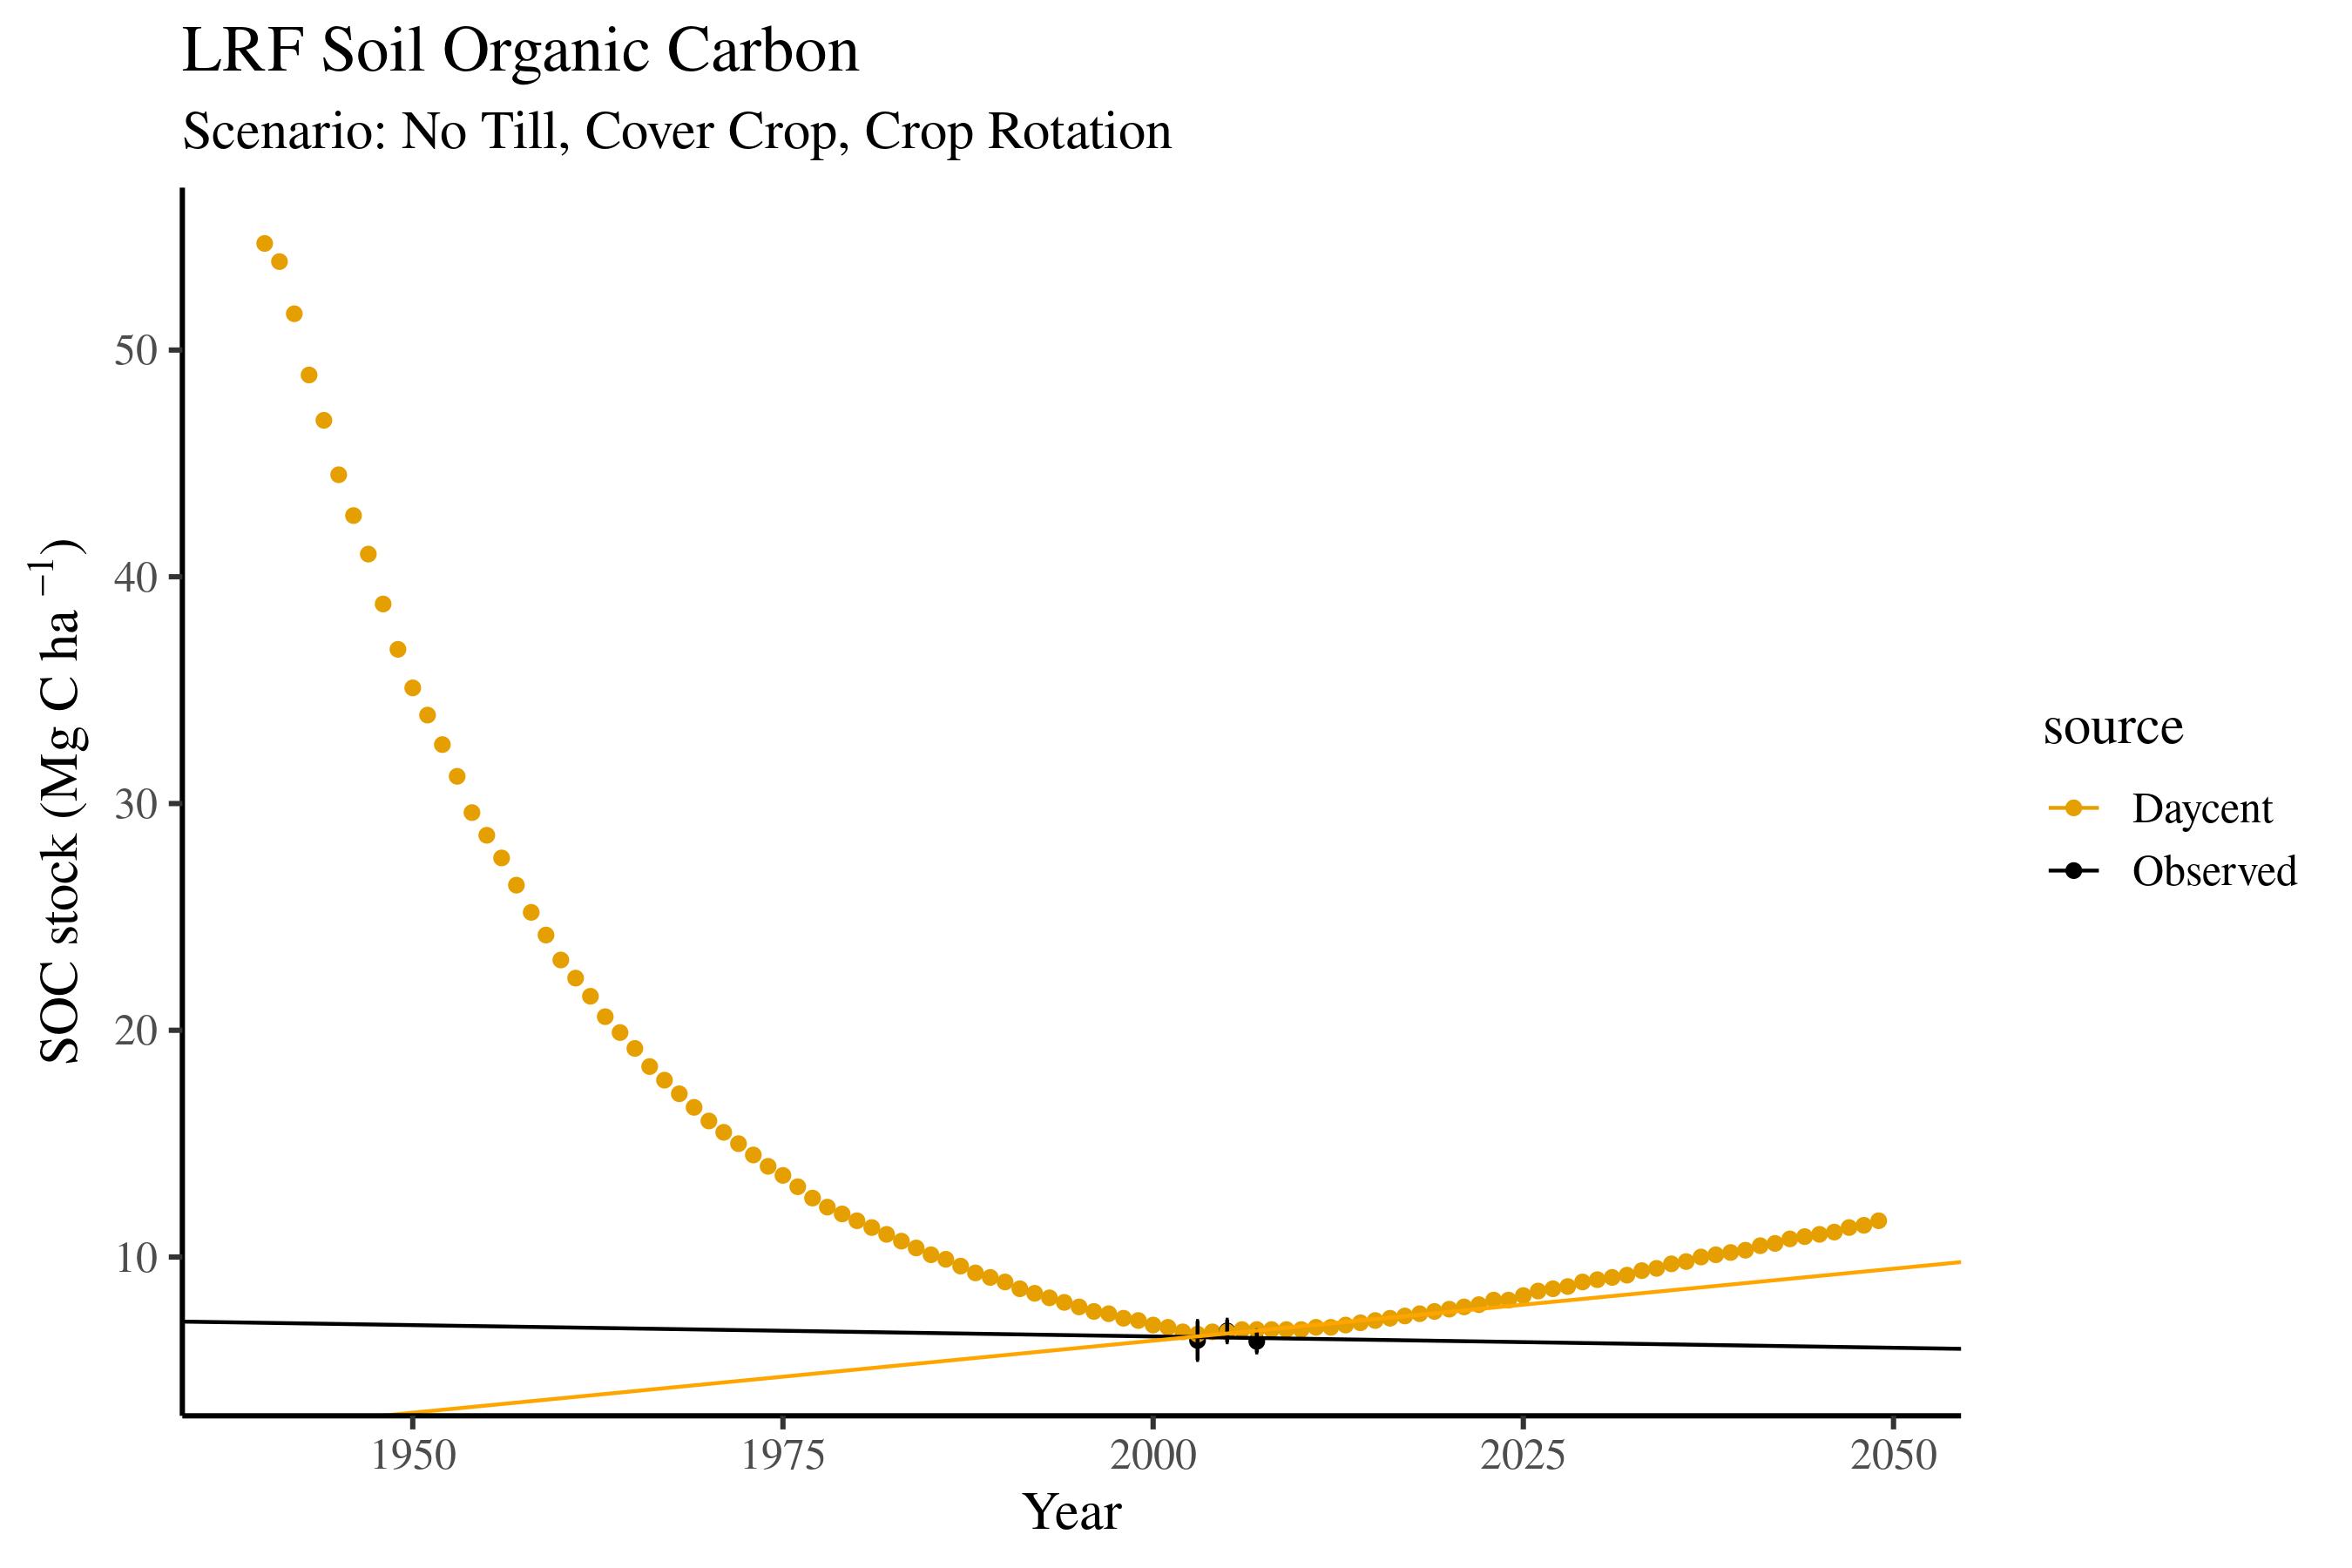 LRF Soil Organic Carbon
Scenario: No Till, Cover Crop, Crop Rotation
SOC stock (Mg C ha⁻¹)
50
40
30
20
10
1950 1975 2000 2025 2050
Year
source
Daycent
Observed